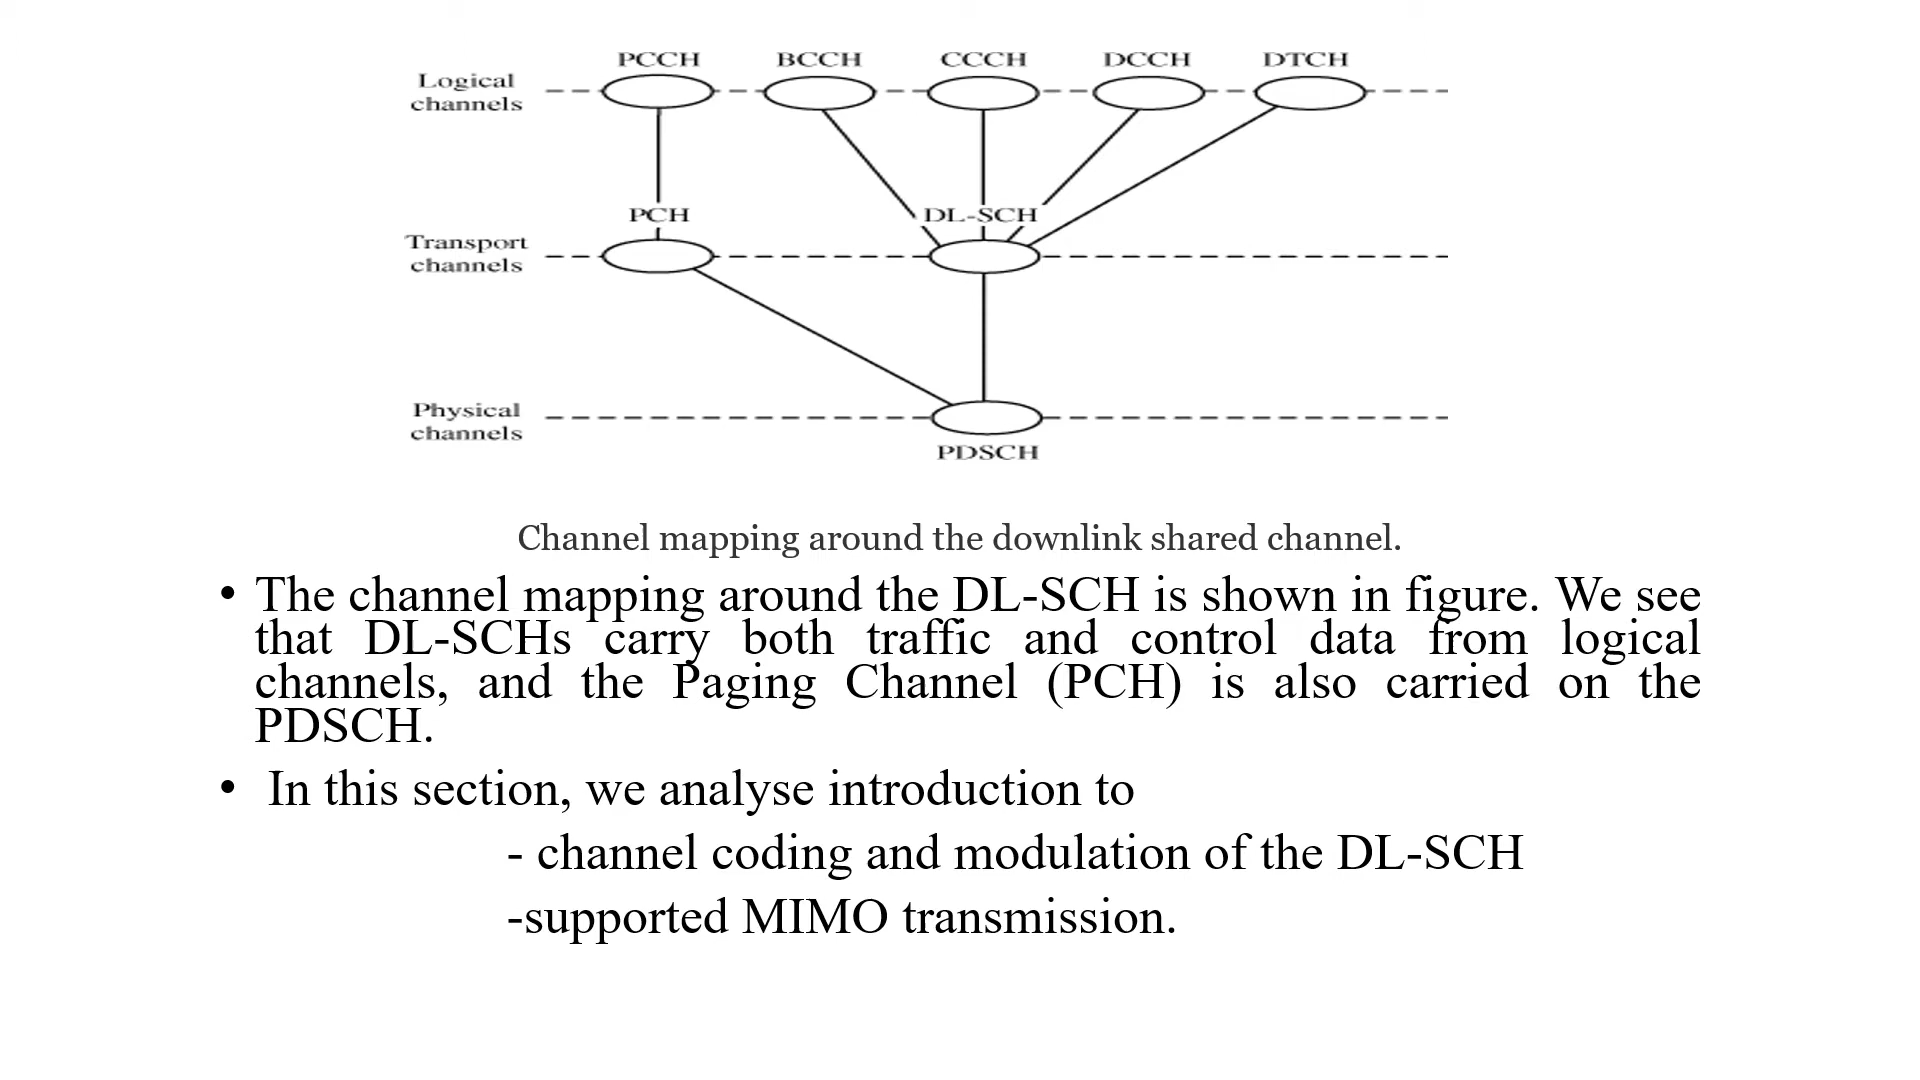 PCCH BCCH CCCH DCCH DTCH
Logical
channels
PCH DL-SCH
Transport
channels
Physical
channels
PDSCH
Channel mapping around the downlink shared channel.
• The channel mapping around the DL-SCH is shown in figure. We see
that DL-SCHs carry both traffic and control data from logical
channels, and the Paging Channel (PCH) is also carried on the
PDSCH.
• In this section, we analyse introduction to
- channel coding and modulation of the DL-SCH
-supported MIMO transmission.